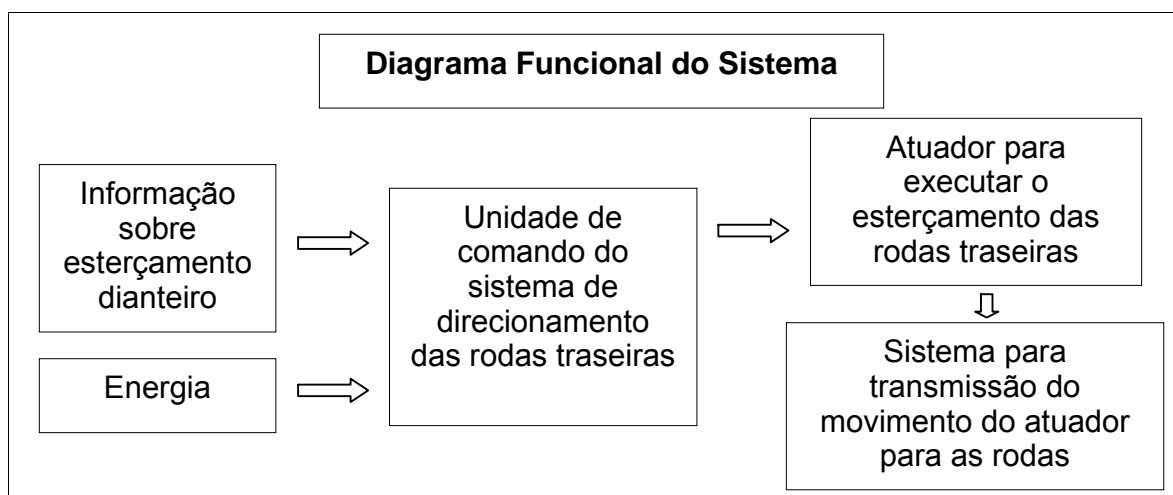 Diagrama Funcional do Sistema
Informação
sobre
esterçamento
dianteiro
Energia
Unidade de
comando do
sistema de
direcionamento
das rodas traseiras
Atuador para
executar o
esterçamento das
rodas traseiras
Sistema para
transmissão do
movimento do atuador
para as rodas